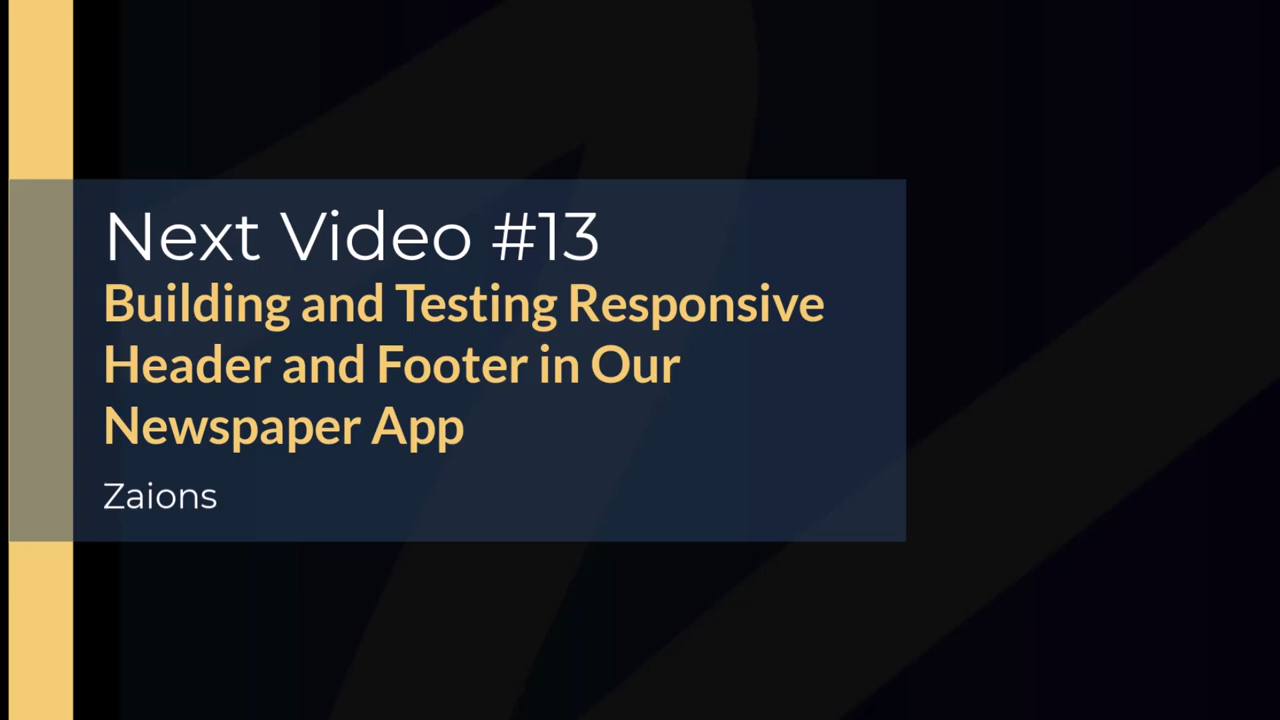 Next Video #13
Building and Testing Responsive
Header and Footer in Our
Newspaper App
Zaions